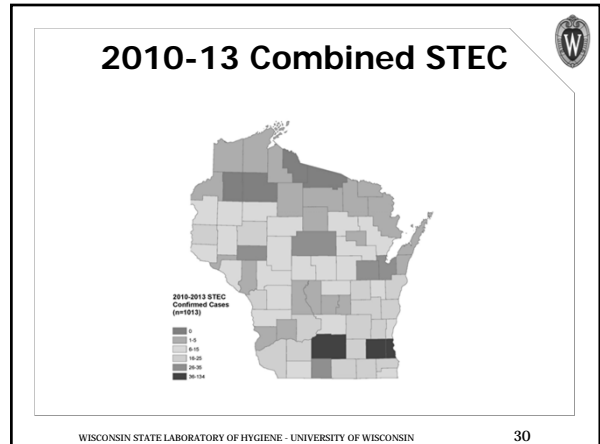 2010-13 Combined STEC
W
2010-2013 STEC
Confirmed Cases
(n=1013)
0
1-5
6-15
16-25
26-35
36-134
WISCONSIN STATE LABORATORY OF HYGIENE - UNIVERSITY OF WISCONSIN 30